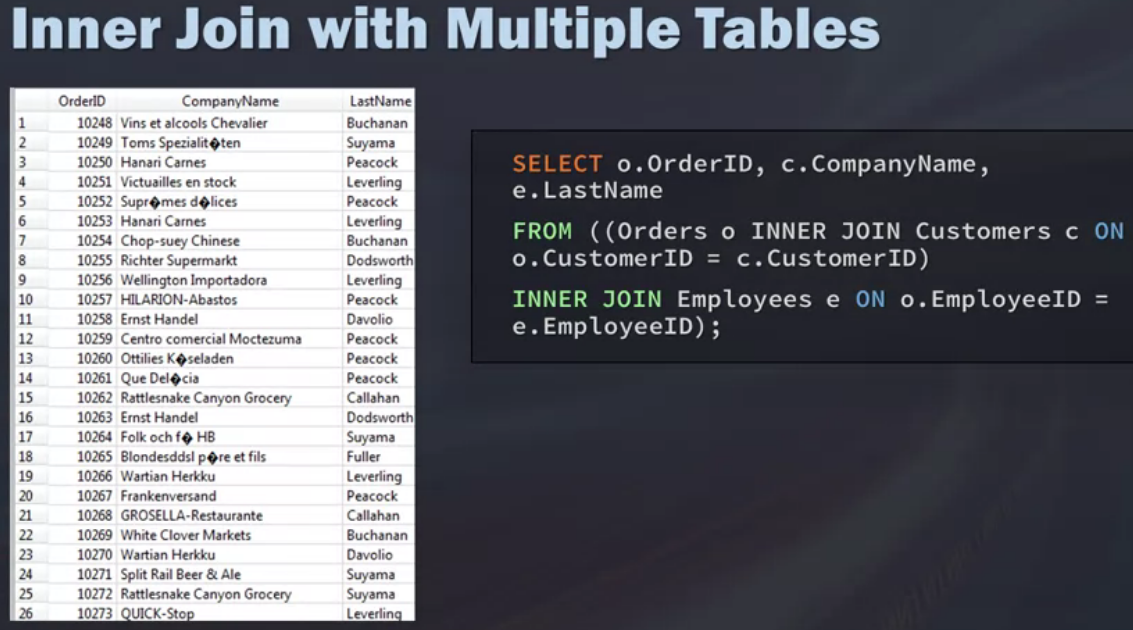 Inner Join with Multiple Tables
OrderID CompanyName LastName
1 10248 Vins et alcools Chevalier Buchanan
2 10249 Toms Spezialit�ten Suyama
3 10250 Hanari Carnes Peacock
4 10251 Victuailles en stock Leverling
5 10252 Supr�mes d�lices Peacock
6 10253 Hanari Carnes Leverling
7 10254 Chop-suey Chinese Buchanan
8 10255 Richter Supermarkt Dodsworth
9 10256 Wellington Importadora Leverling
10 10257 HILARION-Abastos Peacock
11 10258 Ernst Handel Davolio
12 10259 Centro comercial Moctezuma Peacock
13 10260 Ottilies K�seladen Peacock
14 10261 Que Del�cia Peacock
15 10262 Rattlesnake Canyon Grocery Callahan
16 10263 Ernst Handel Dodsworth
17 10264 Folk och f� HB Suyama
18 10265 Blondesddsl p�re et fils Fuller
19 10266 Wartian Herkku Leverling
20 10267 Frankenversand Peacock
21 10268 GROSELLA-Restaurante Callahan
22 10269 White Clover Markets Buchanan
23 10270 Wartian Herkku Davolio
24 10271 Split Rail Beer & Ale Suyama
25 10272 Rattlesnake Canyon Grocery Suyama
26 10273 QUICK-Stop Leverling
SELECT o.OrderID, c.CompanyName,
e.LastName
FROM ((Orders o INNER JOIN Customers c ON
o.CustomerID = c.CustomerID)
INNER JOIN Employees e ON o.EmployeeID =
e.EmployeeID);